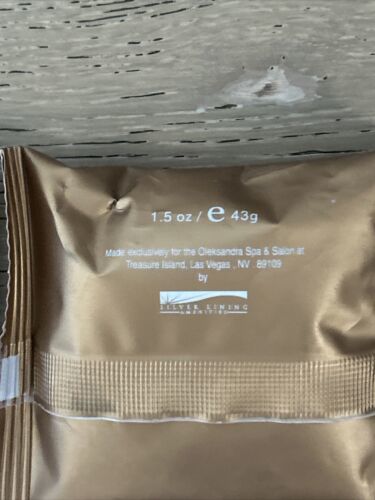 1.5 oz / ℮ 43g
Made exclusively for the Oleksandra Spa & Salon at
Treasure Island, Las Vegas , NV 89109
by
SILVER LINING
AMENITIES